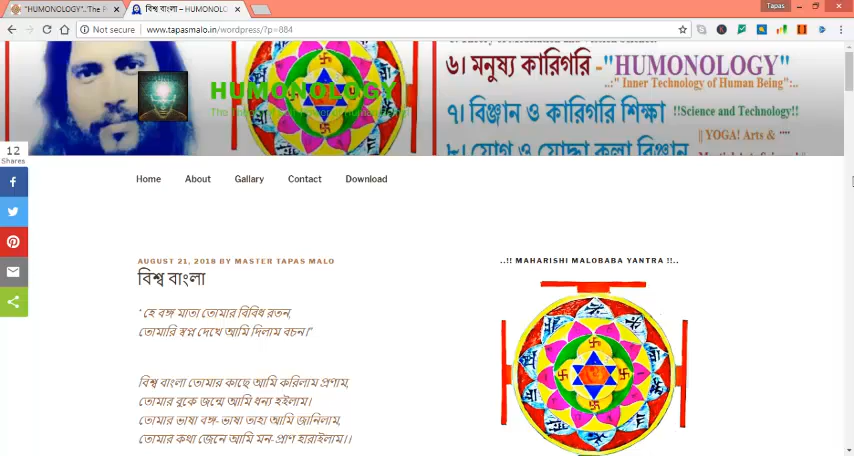 "HUMONOLOGY".:The P
বিশ্ব বাংলা – HUMONOLOG
Tapas
Not secure
www.tapasmalo.in/wordpress/?p=884
৬। মনুষ্য কারিগরি -"HUMONOLOGY"
..:" Inner Technology of Human Being":..
HUMONOLOGY
৭। বিজ্ঞান ও কারিগরি শিক্ষা !!Science and Technology!!
|| YOGA! Arts &
৮। যোগ ও যোদ্ধা কলা বিজ্ঞান
12
Shares
Home About Gallary Contact Download
AUGUST 21, 2018 BY MASTER TAPAS MALO
বিশ্ব বাংলা
" হে বঙ্গ মাতা তোমার বিবিধ রতন,
তোমারি স্বপ্ন দেখে আমি দিলাম বচন।"
বিশ্ব বাংলা তোমার কাছে আমি করিলাম প্রণাম,
তোমার বুকে জন্মে আমি ধন্য হইলাম।
তোমার ভাষা বঙ্গ-ভাষা তাহা আমি জানিলাম,
তোমার কথা জেনে আমি মন-প্রাণ হারাইলাম।।
..!! MAHARISHI MALOBABA YANTRA !!..